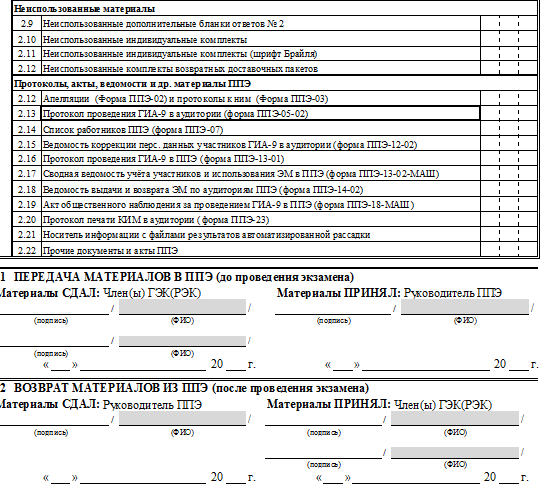 Неиспользованные материалы
2.9 Неиспользованные дополнительные бланки ответов № 2
2.10 Неиспользованные индивидуальные комплекты
2.11 Неиспользованные индивидуальные комплекты (шрифт Брайля)
2.12 Неиспользованные комплекты возвратных доставочных пакетов
Протоколы, акты, ведомости и др. материалы ППЭ
2.12 Апелляции (Форма ППЭ-02) и протоколы к ним (Форма ППЭ-03)
2.13 Протокол проведения ГИА-9 в аудитории (форма ППЭ-05-02)
2.14 Список работников ППЭ (форма ППЭ-07)
2.15 Ведомость коррекции перс. данных участников ГИА-9 в аудитории (форма ППЭ-12-02)
2.16 Протокол проведения ГИА-9 в ППЭ (форма ППЭ-13-01)
2.17 Сводная ведомость учёта участников и использования ЭМ в ППЭ (форма ППЭ-13-02-МАШ)
2.18 Ведомость выдачи и возврата ЭМ по аудиториям ППЭ (форма ППЭ-14-02)
2.19 Акт общественного наблюдения за проведением ГИА-9 в ППЭ (форма ППЭ-18-МАШ)
2.20 Протокол печати КИМ в аудитории (форма ППЭ-23)
2.21 Носитель информации с файлами результатов автоматизированной рассадки
2.22 Прочие документы и акты ППЭ
1 ПЕРЕДАЧА МАТЕРИАЛОВ В ППЭ (до проведения экзамена)
Материалы СДАЛ: Член(ы) ГЭК(РЭК) Материалы ПРИНЯЛ: Руководитель ППЭ
/ / / /
(подпись) (ФИО) (подпись) (ФИО)
/ /
(подпись) (ФИО)
« » 20 г. « » 20 г.
2 ВОЗВРАТ МАТЕРИАЛОВ ИЗ ППЭ (после проведения экзамена)
Материалы СДАЛ: Руководитель ППЭ Материалы ПРИНЯЛ: Член(ы) ГЭК(РЭК)
/ / / /
(подпись) (ФИО) (подпись) (ФИО)
/ /
(подпись) (ФИО)
« » 20 г. « » 20 г.